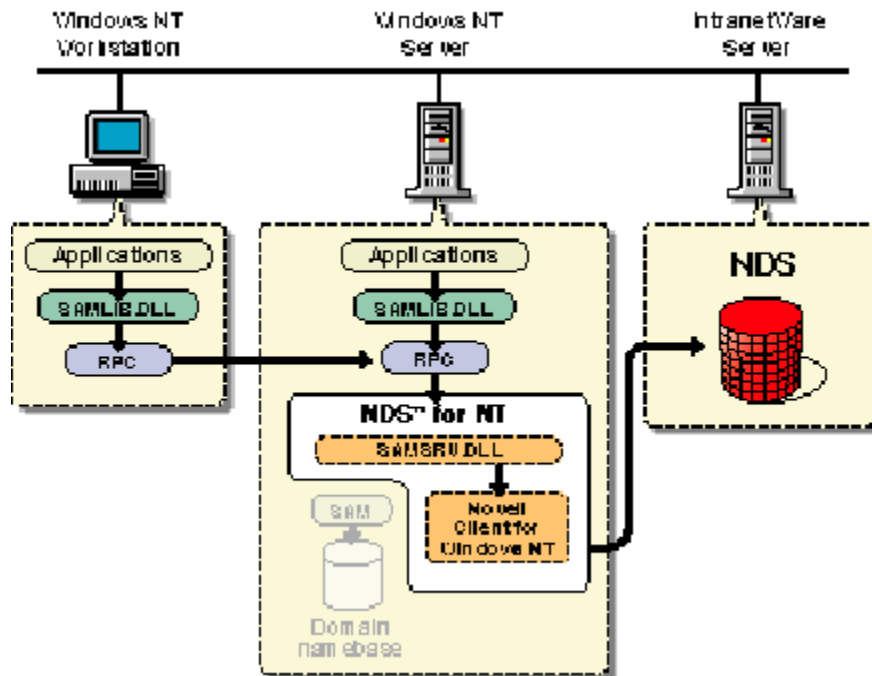 Windows NT
Workstation
Windows NT
Server
IntranetWare
Server
Applications
SAMLIB.DLL
RPC
Applications
SAMLIB.DLL
RPC
NDS™ for NT
SAMSRV.DLL
Novell
Client for
Windows NT
SAM
Domain
namebase
NDS